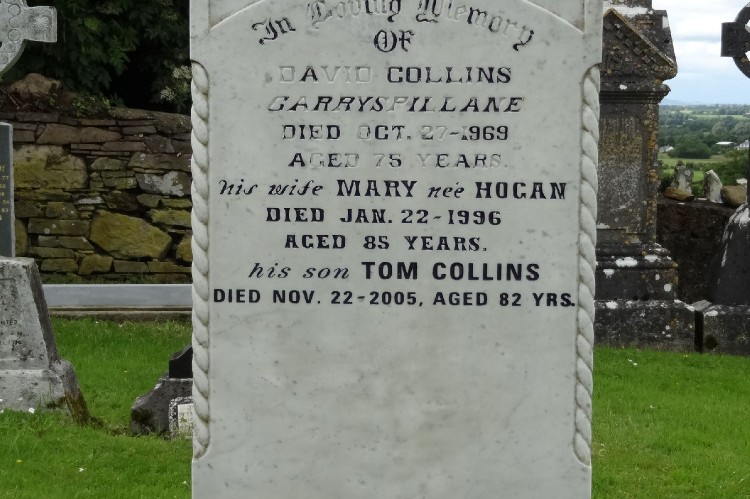 In Loving Memory
OF
DAVID COLLINS
GARRYSPILLANE
DIED OCT. 27-1969
AGED 75 YEARS.
his wife MARY neé HOGAN
DIED JAN. 22-1996
AGED 85 YEARS.
his son TOM COLLINS
DIED NOV. 22-2005, AGED 82 YRS.